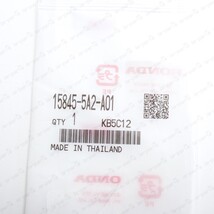 HONDA
15845-5A2-A01
QTY 1 KB5C12
MADE IN THAILAND